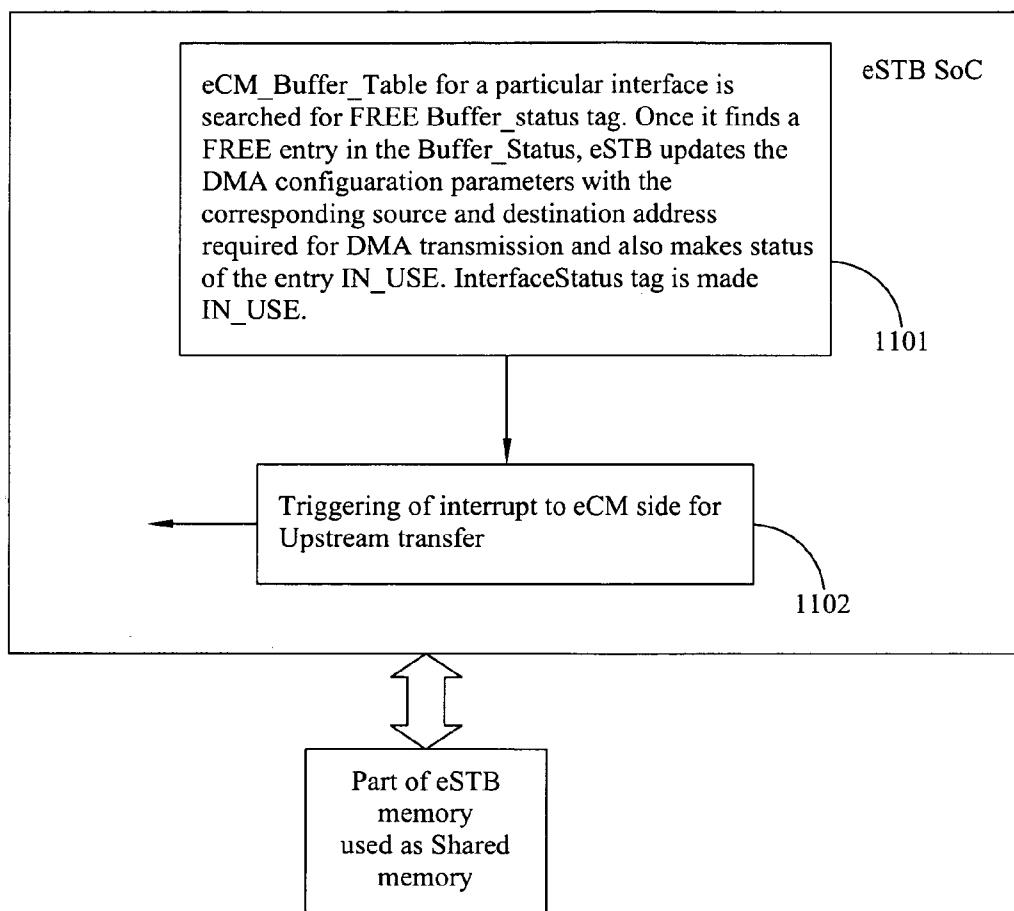 eSTB SoC
eCM_Buffer_Table for a particular interface is
searched for FREE Buffer_status tag. Once it finds a
FREE entry in the Buffer_Status, eSTB updates the
DMA configuaration parameters with the
corresponding source and destination address
required for DMA transmission and also makes status
of the entry IN_USE. InterfaceStatus tag is made
IN_USE.
1101
Triggering of interrupt to eCM side for
Upstream transfer
1102
Part of eSTB
memory
used as Shared
memory